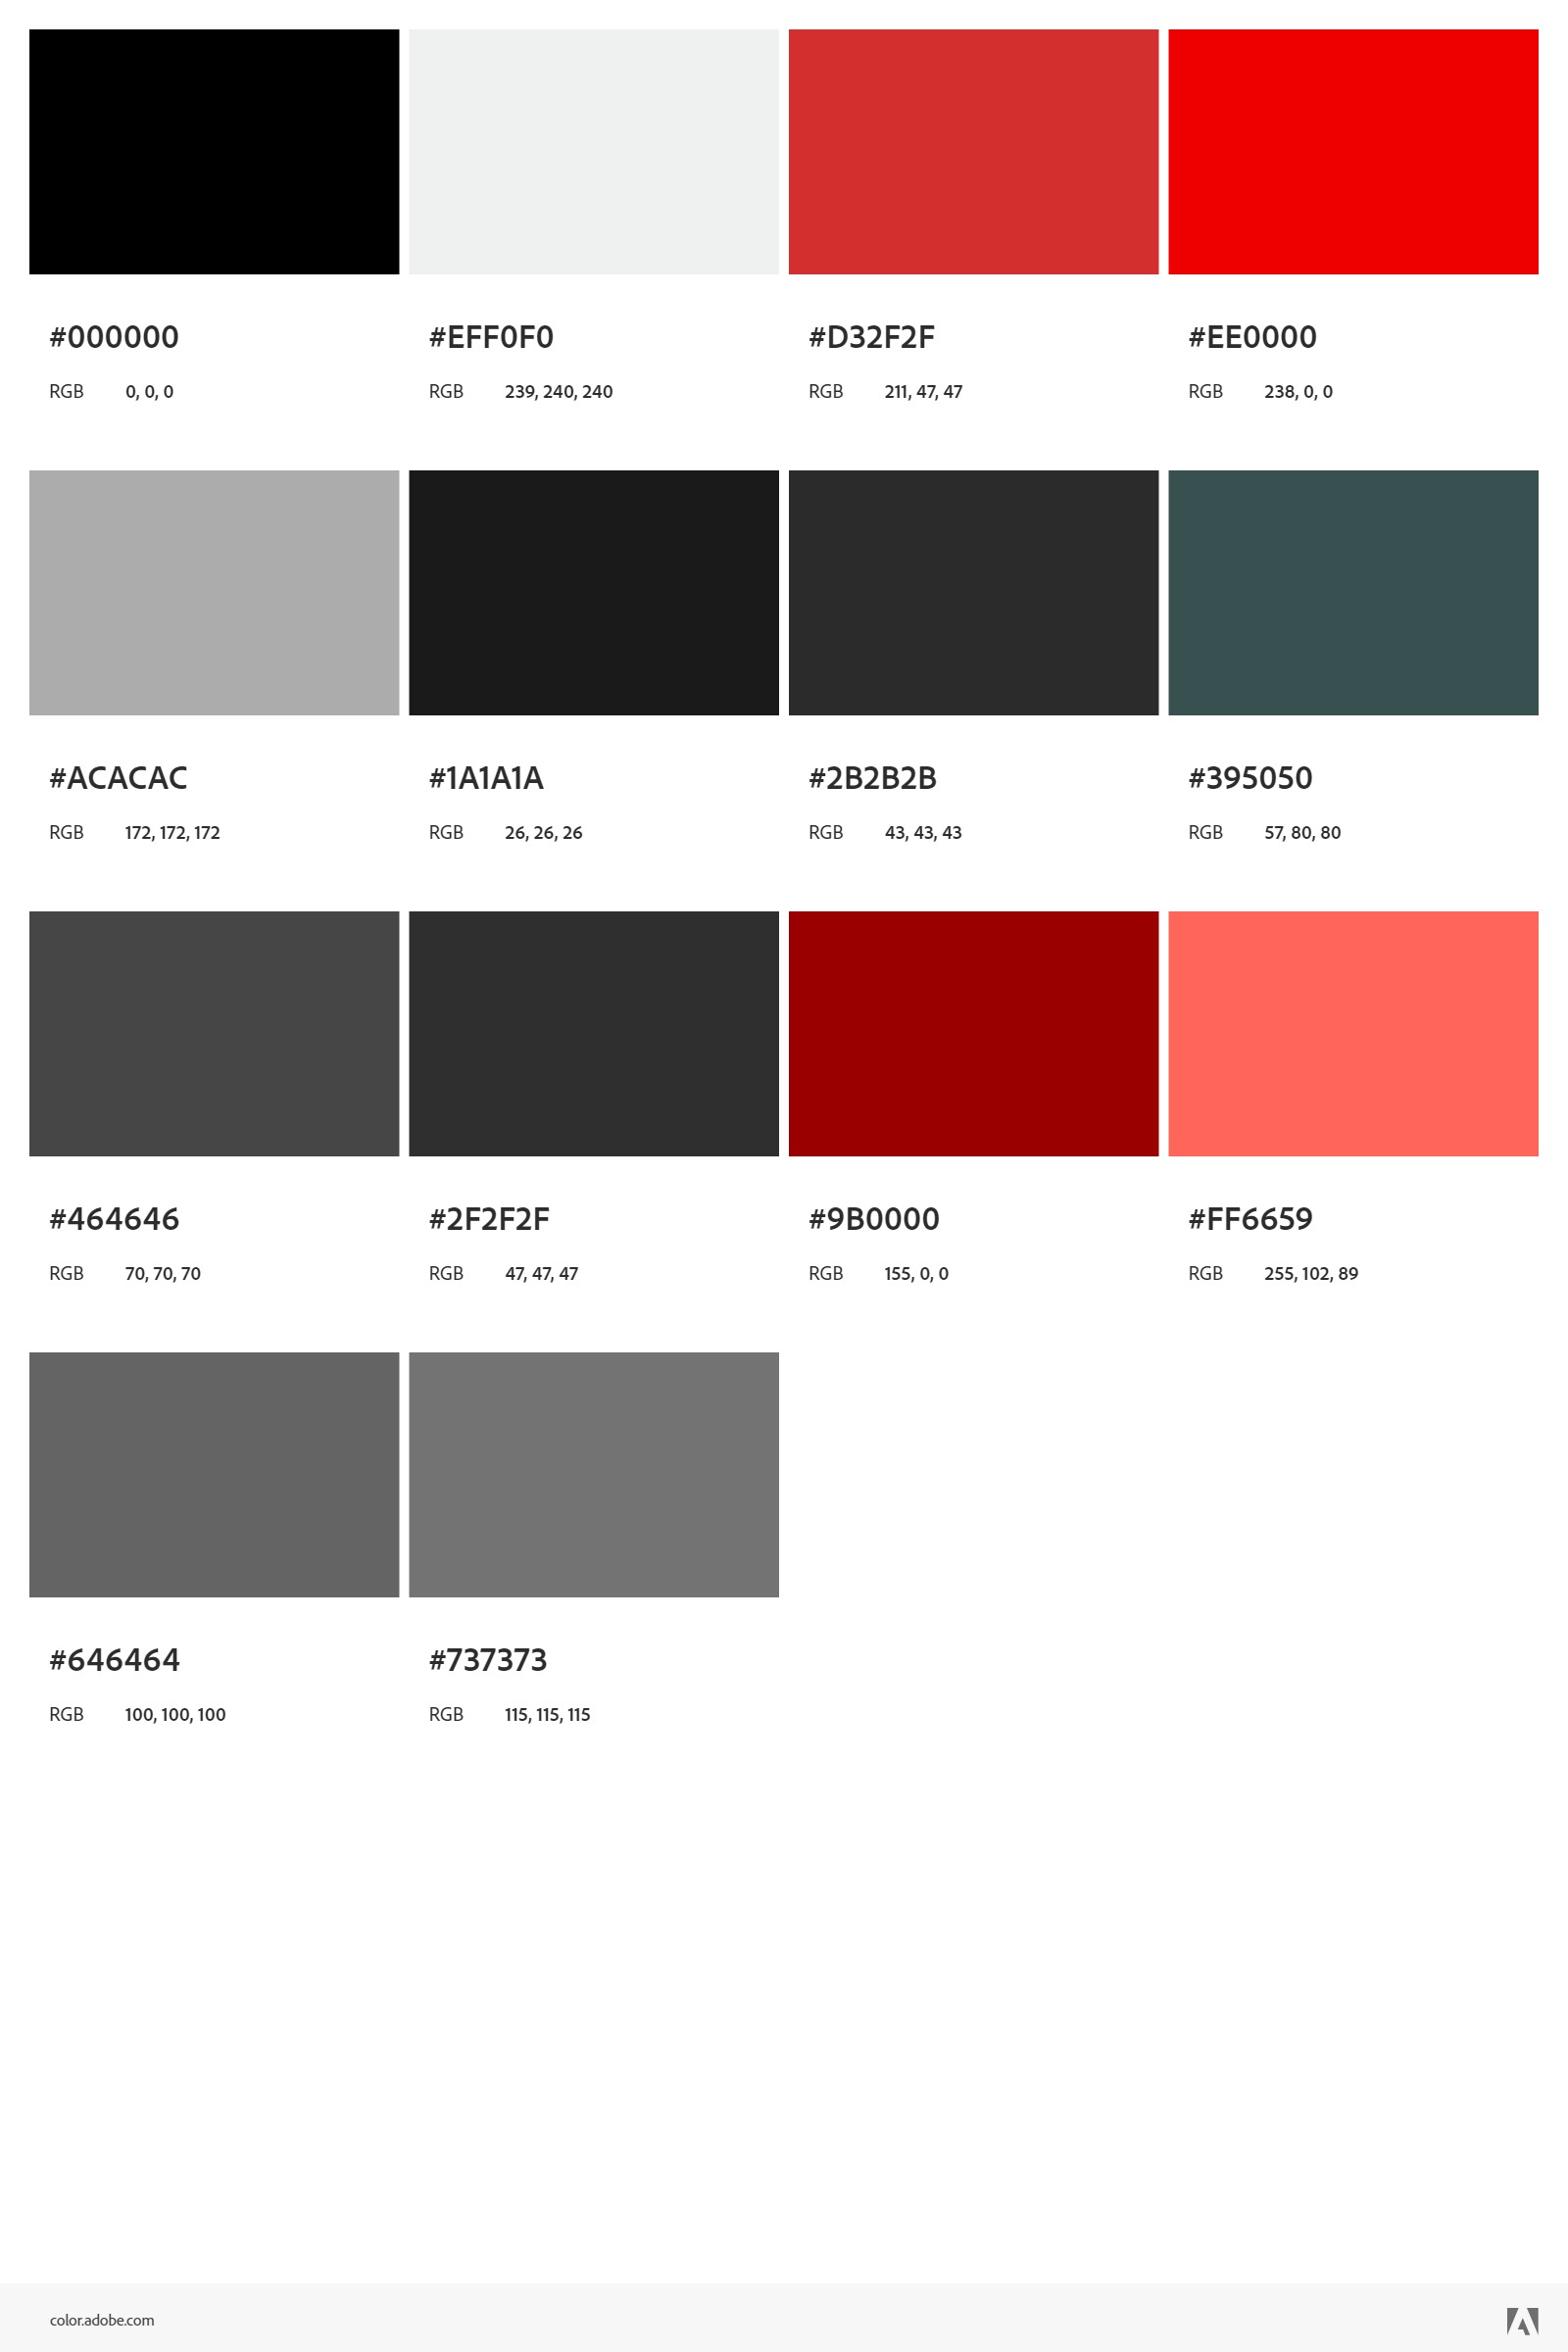 #000000 #EFF0F0 #D32F2F #EE0000
RGB 0, 0, 0 RGB 239, 240, 240 RGB 211, 47, 47 RGB 238, 0, 0
#ACACAC #1A1A1A #2B2B2B #395050
RGB 172, 172, 172 RGB 26, 26, 26 RGB 43, 43, 43 RGB 57, 80, 80
#464646 #2F2F2F #9B0000 #FF6659
RGB 70, 70, 70 RGB 47, 47, 47 RGB 155, 0, 0 RGB 255, 102, 89
#646464 #737373
RGB 100, 100, 100 RGB 115, 115, 115
color.adobe.com